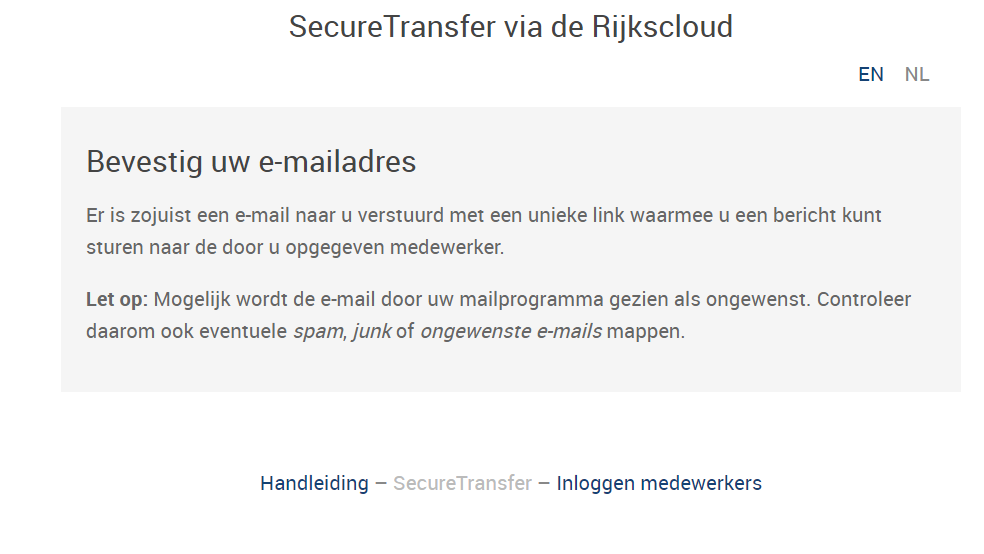 SecureTransfer via de Rijkscloud
EN NL
Bevestig uw e-mailadres
Er is zojuist een e-mail naar u verstuurd met een unieke link waarmee u een bericht kunt
sturen naar de door u opgegeven medewerker.
Let op: Mogelijk wordt de e-mail door uw mailprogramma gezien als ongewenst. Controleer
daarom ook eventuele spam, junk of ongewenste e-mails mappen.
Handleiding – SecureTransfer – Inloggen medewerkers